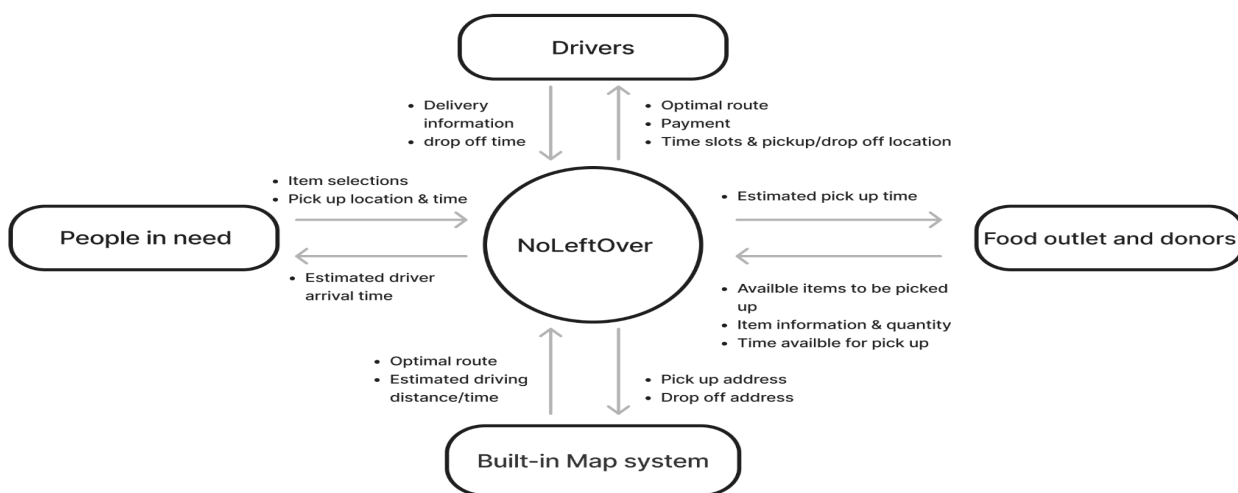 Drivers
• Delivery
information
• drop off time
• Optimal route
• Payment
• Time slots & pickup/drop off location
• Item selections
• Pick up location & time
• Estimated pick up time
People in need
NoLeftOver
Food outlet and donors
• Estimated driver
arrival time
• Availble items to be picked
up
• Item information & quantity
• Time availble for pick up
• Optimal route
• Estimated driving
distance/time
• Pick up address
• Drop off address
Built-in Map system